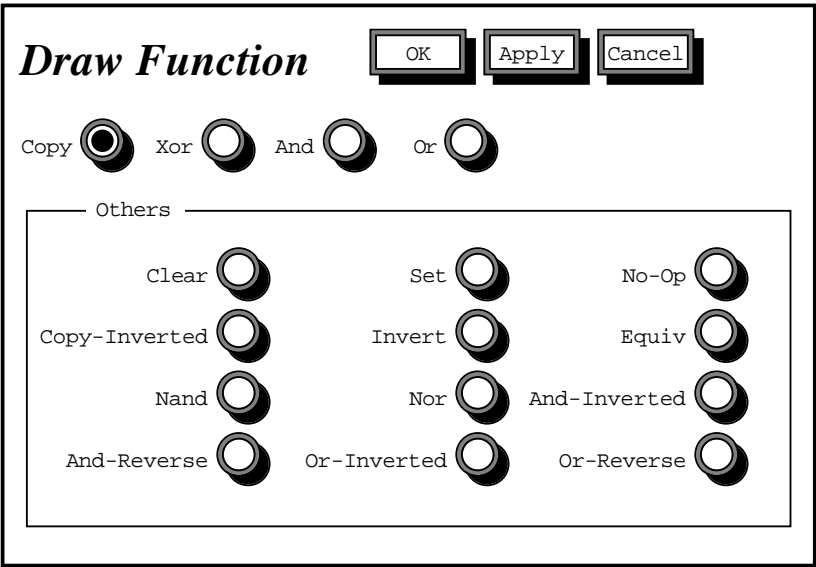 Draw Function OK Apply Cancel
Copy Xor And Or
Others
Clear Set No-Op
Copy-Inverted Invert Equiv
Nand Nor And-Inverted
And-Reverse Or-Inverted Or-Reverse